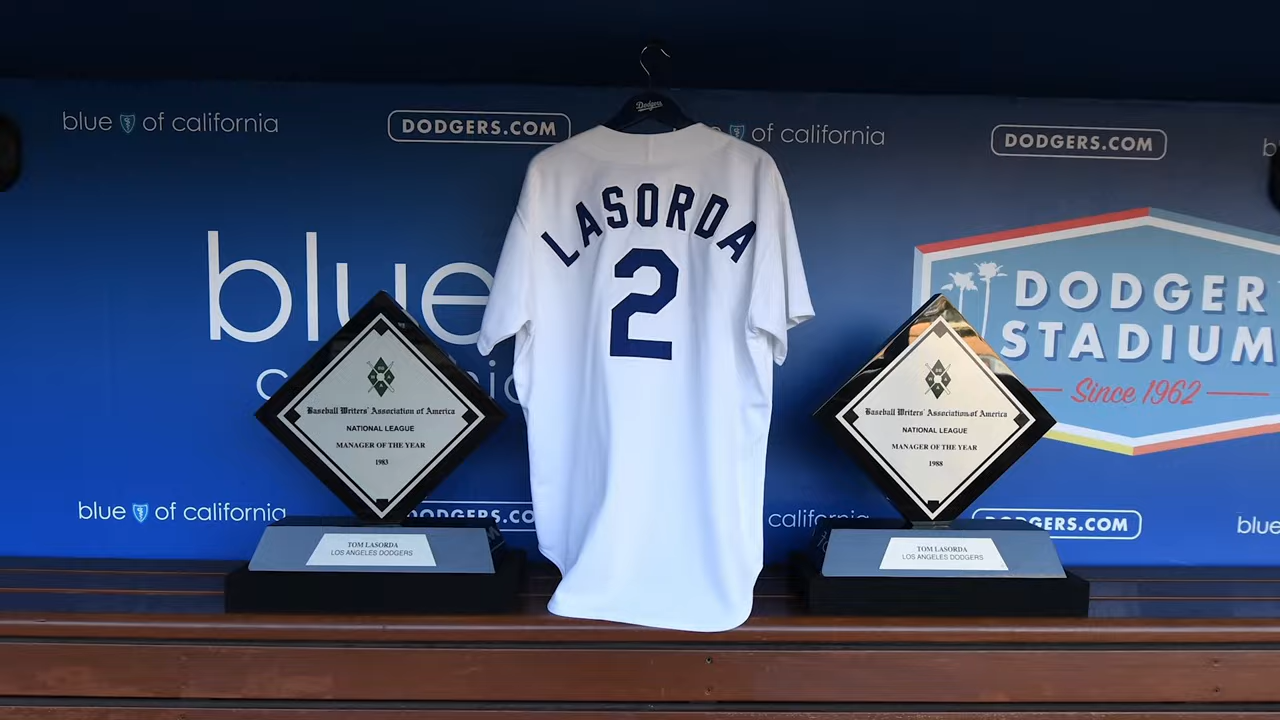 blue of california
DODGERS.COM
of california
DODGERS.COM
Dodgers
LASORDA
2
blue
DODGER
STADIUM
Since 1962
Baseball Writers' Association of America
NATIONAL LEAGUE
MANAGER OF THE YEAR
1983
Baseball Writers' Association of America
NATIONAL LEAGUE
MANAGER OF THE YEAR
1988
blue of california
DODGERS.CO
california
DODGERS.COM
blue
TOM LASORDA
LOS ANGELES DODGERS
TOM LASORDA
LOS ANGELES DODGERS